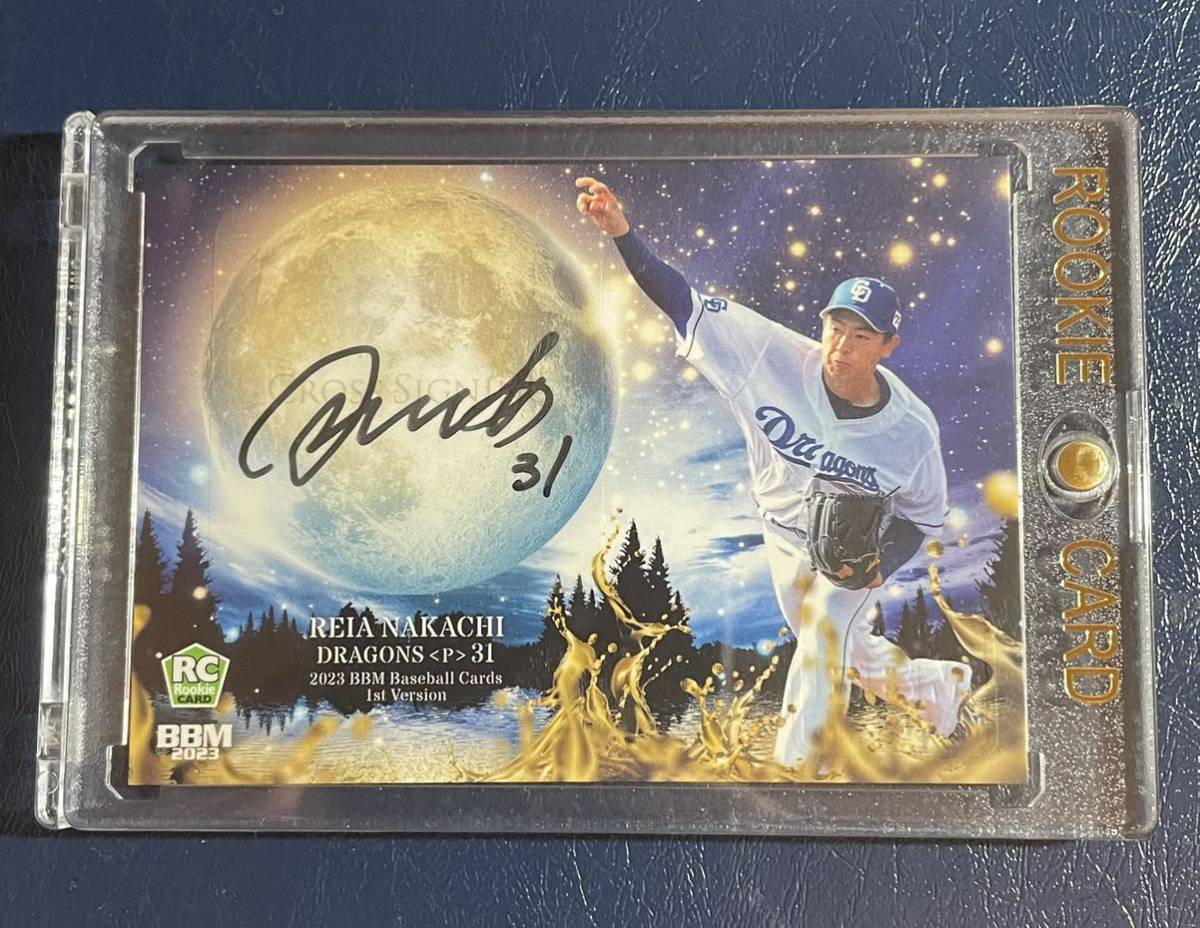 CROSS SIGNED
31
REIA NAKACHI
DRAGONS <P> 31
2023 BBM Baseball Cards
1st Version
RC
Rookie
CARD
BBM
2023
CD
Dragons
ROOKIE CARD